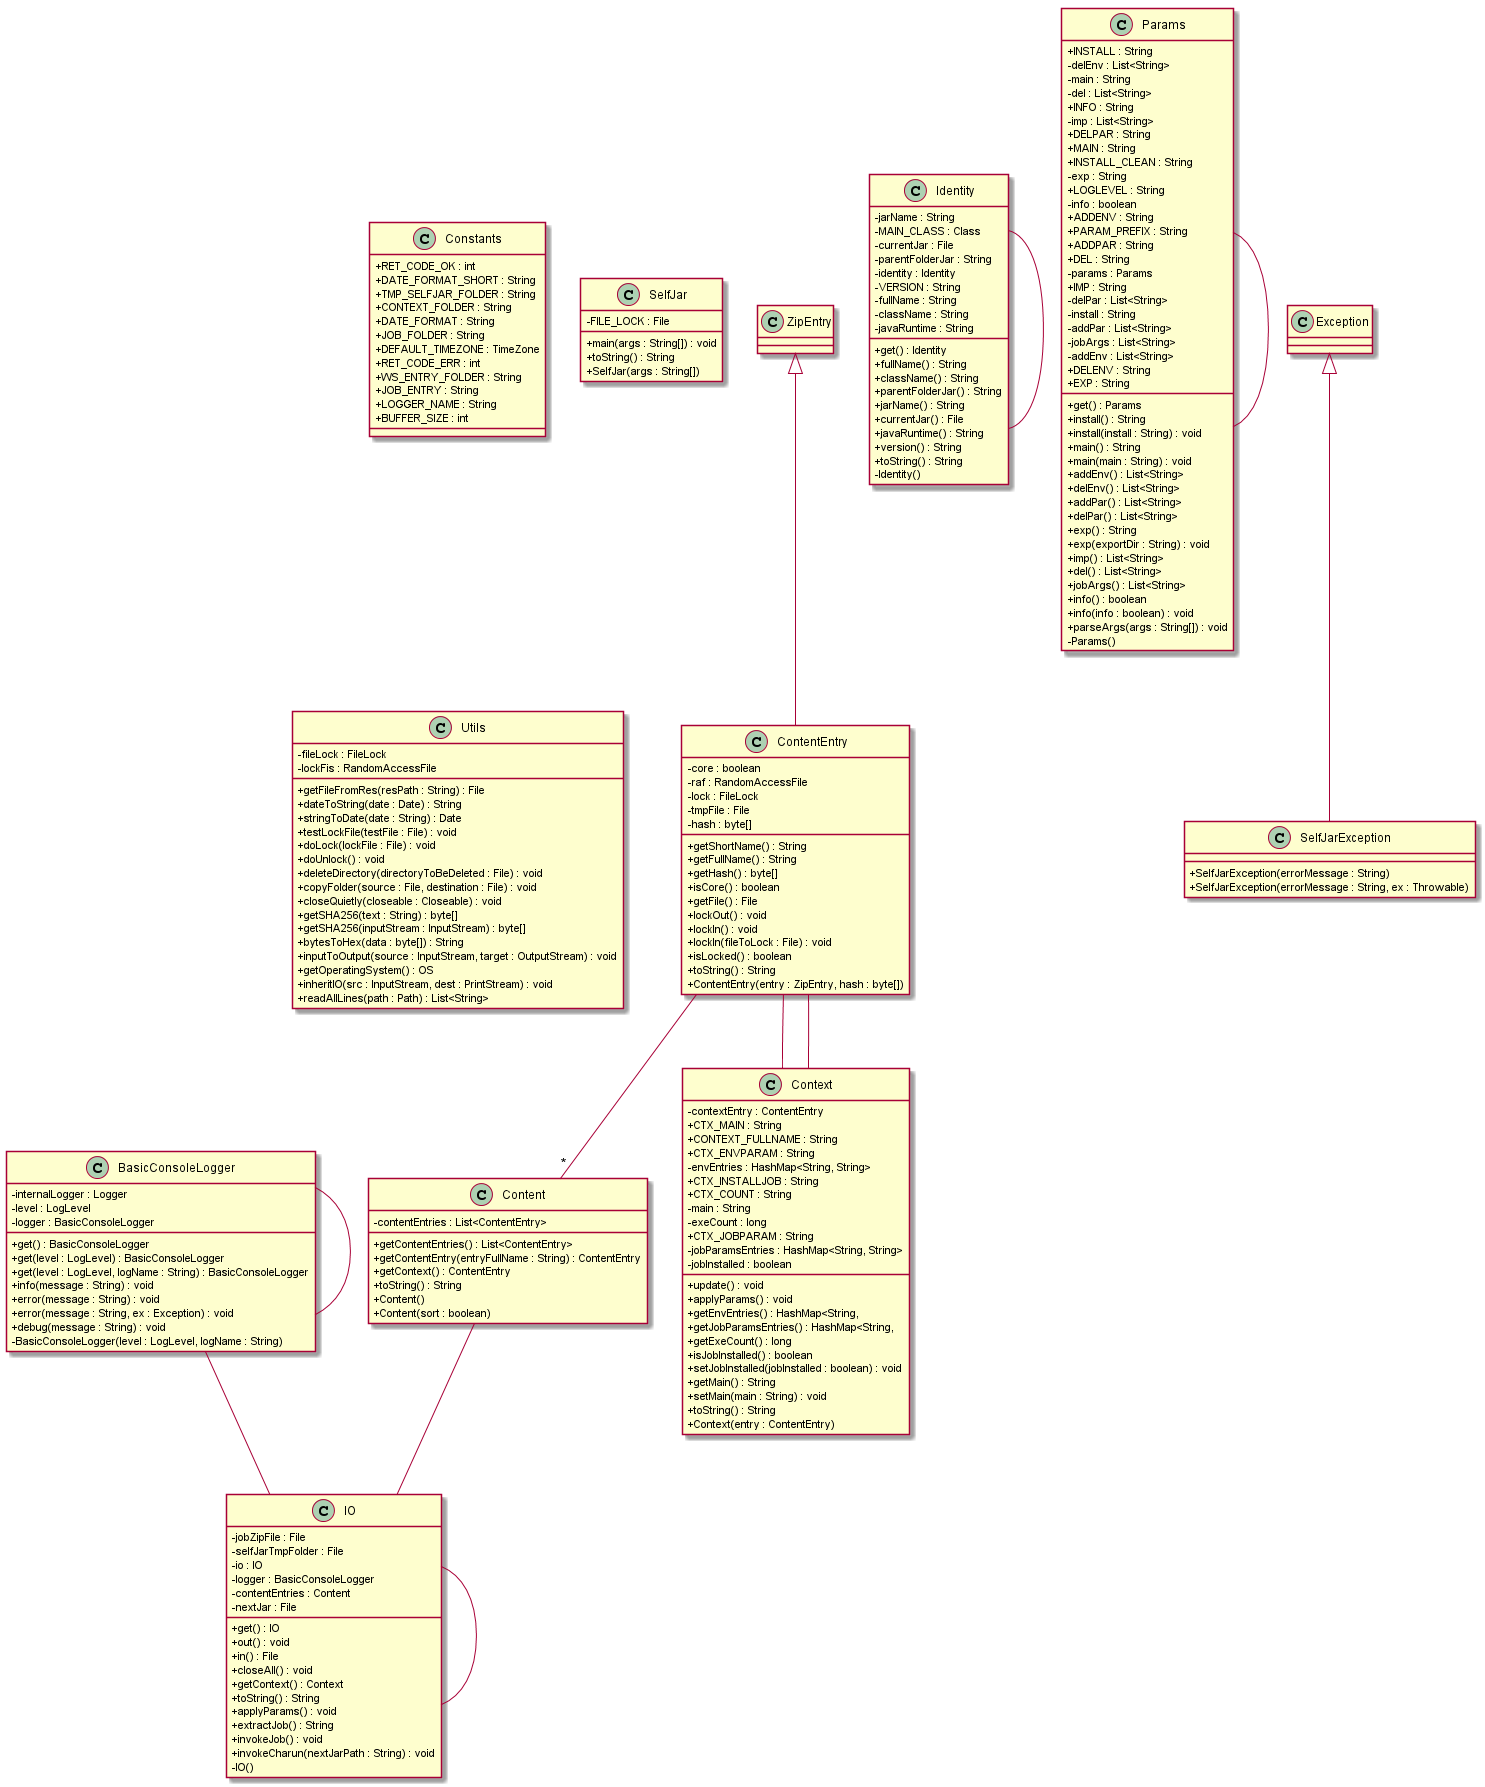 C Params
+INSTALL : String
-delEnv : List<String>
-main : String
-del : List<String>
+INFO : String
-imp : List<String>
+DELPAR : String
+MAIN : String
+INSTALL_CLEAN : String
-exp : String
+LOGLEVEL : String
-info : boolean
+ADDENV : String
+PARAM_PREFIX : String
+ADDPAR : String
+DEL : String
-params : Params
+IMP : String
-delPar : List<String>
-install : String
-addPar : List<String>
-jobArgs : List<String>
-addEnv : List<String>
+DELENV : String
+EXP : String
+get() : Params
+install() : String
+install(install : String) : void
+main() : String
+main(main : String) : void
+addEnv() : List<String>
+delEnv() : List<String>
+addPar() : List<String>
+delPar() : List<String>
+exp() : String
+exp(exportDir : String) : void
+imp() : List<String>
+del() : List<String>
+jobArgs() : List<String>
+info() : boolean
+info(info : boolean) : void
+parseArgs(args : String[]) : void
-Params()
C Identity
-jarName : String
-MAIN_CLASS : Class
-currentJar : File
-parentFolderJar : String
-identity : Identity
-VERSION : String
-fullName : String
-className : String
-javaRuntime : String
+get() : Identity
+fullName() : String
+className() : String
+parentFolderJar() : String
+jarName() : String
+currentJar() : File
+javaRuntime() : String
+version() : String
+toString() : String
-Identity()
C Constants
+RET_CODE_OK : int
+DATE_FORMAT_SHORT : String
+TMP_SELFJAR_FOLDER : String
+CONTEXT_FOLDER : String
+DATE_FORMAT : String
+JOB_FOLDER : String
+DEFAULT_TIMEZONE : TimeZone
+RET_CODE_ERR : int
+WS_ENTRY_FOLDER : String
+JOB_ENTRY : String
+LOGGER_NAME : String
+BUFFER_SIZE : int
C SelfJar
-FILE_LOCK : File
+main(args : String[]) : void
+toString() : String
+SelfJar(args : String[])
C ZipEntry
C Exception
C Utils
-fileLock : FileLock
-lockFis : RandomAccessFile
+getFileFromRes(resPath : String) : File
+dateToString(date : Date) : String
+stringToDate(date : String) : Date
+testLockFile(testFile : File) : void
+doLock(lockFile : File) : void
+doUnlock() : void
+deleteDirectory(directoryToBeDeleted : File) : void
+copyFolder(source : File, destination : File) : void
+closeQuietly(closeable : Closeable) : void
+getSHA256(text : String) : byte[]
+getSHA256(inputStream : InputStream) : byte[]
+bytesToHex(data : byte[]) : String
+inputToOutput(source : InputStream, target : OutputStream) : void
+getOperatingSystem() : OS
+inheritIO(src : InputStream, dest : PrintStream) : void
+readAllLines(path : Path) : List<String>
C ContentEntry
-core : boolean
-raf : RandomAccessFile
-lock : FileLock
-tmpFile : File
-hash : byte[]
+getShortName() : String
+getFullName() : String
+getHash() : byte[]
+isCore() : boolean
+getFile() : File
+lockOut() : void
+lockIn() : void
+lockIn(fileToLock : File) : void
+isLocked() : boolean
+toString() : String
+ContentEntry(entry : ZipEntry, hash : byte[])
C SelfJarException
+SelfJarException(errorMessage : String)
+SelfJarException(errorMessage : String, ex : Throwable)
*
C BasicConsoleLogger
-internalLogger : Logger
-level : LogLevel
-logger : BasicConsoleLogger
+get() : BasicConsoleLogger
+get(level : LogLevel) : BasicConsoleLogger
+get(level : LogLevel, logName : String) : BasicConsoleLogger
+info(message : String) : void
+error(message : String) : void
+error(message : String, ex : Exception) : void
+debug(message : String) : void
-BasicConsoleLogger(level : LogLevel, logName : String)
C Content
-contentEntries : List<ContentEntry>
+getContentEntries() : List<ContentEntry>
+getContentEntry(entryFullName : String) : ContentEntry
+getContext() : ContentEntry
+toString() : String
+Content()
+Content(sort : boolean)
C Context
-contextEntry : ContentEntry
+CTX_MAIN : String
+CONTEXT_FULLNAME : String
+CTX_ENVPARAM : String
-envEntries : HashMap<String, String>
+CTX_INSTALLJOB : String
+CTX_COUNT : String
-main : String
-exeCount : long
+CTX_JOBPARAM : String
-jobParamsEntries : HashMap<String, String>
-jobInstalled : boolean
+update() : void
+applyParams() : void
+getEnvEntries() : HashMap<String,
+getJobParamsEntries() : HashMap<String,
+getExeCount() : long
+isJobInstalled() : boolean
+setJobInstalled(jobInstalled : boolean) : void
+getMain() : String
+setMain(main : String) : void
+toString() : String
+Context(entry : ContentEntry)
C IO
-jobZipFile : File
-selfJarTmpFolder : File
-io : IO
-logger : BasicConsoleLogger
-contentEntries : Content
-nextJar : File
+get() : IO
+out() : void
+in() : File
+closeAll() : void
+getContext() : Context
+toString() : String
+applyParams() : void
+extractJob() : String
+invokeJob() : void
+invokeCharun(nextJarPath : String) : void
-IO()